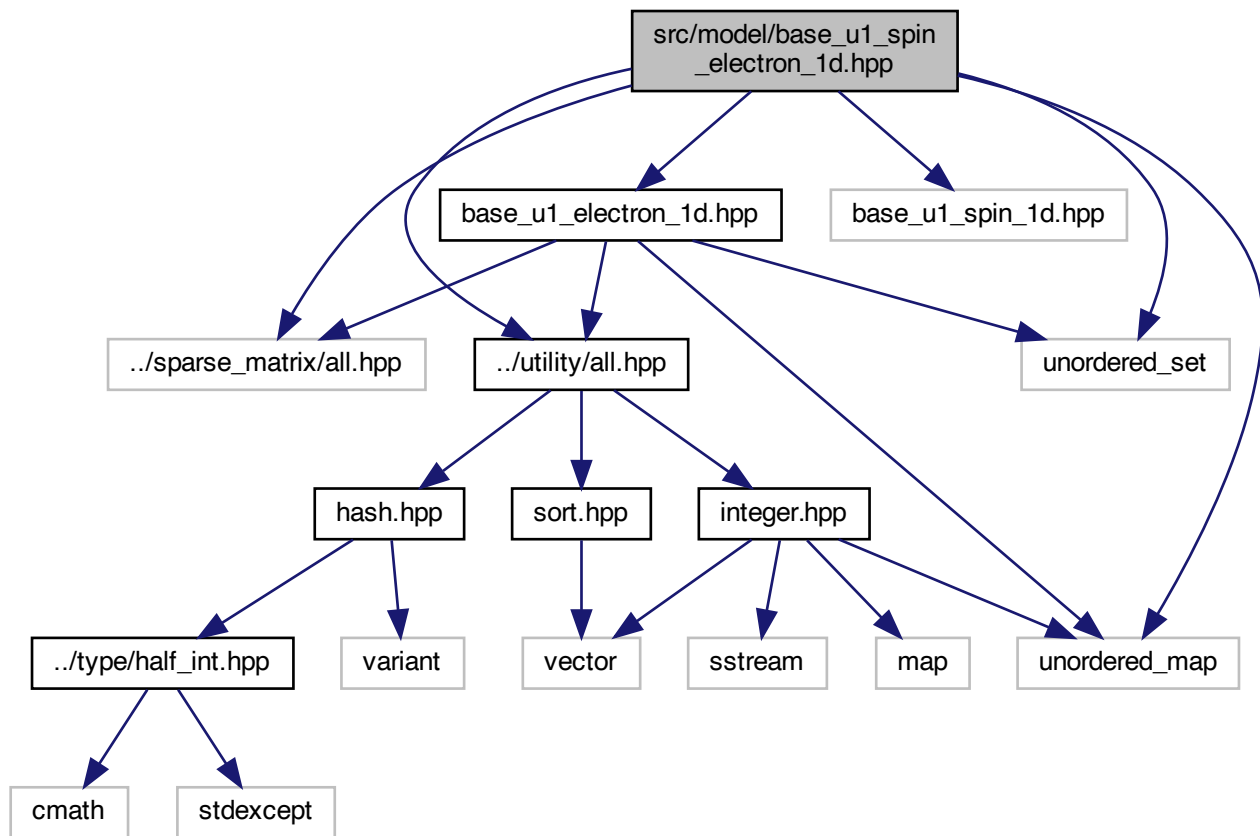 src/model/base_u1_spin
_electron_1d.hpp
base_u1_electron_1d.hpp
base_u1_spin_1d.hpp
../sparse_matrix/all.hpp
../utility/all.hpp
unordered_set
hash.hpp
sort.hpp
integer.hpp
../type/half_int.hpp
variant
vector
sstream
map
unordered_map
cmath
stdexcept